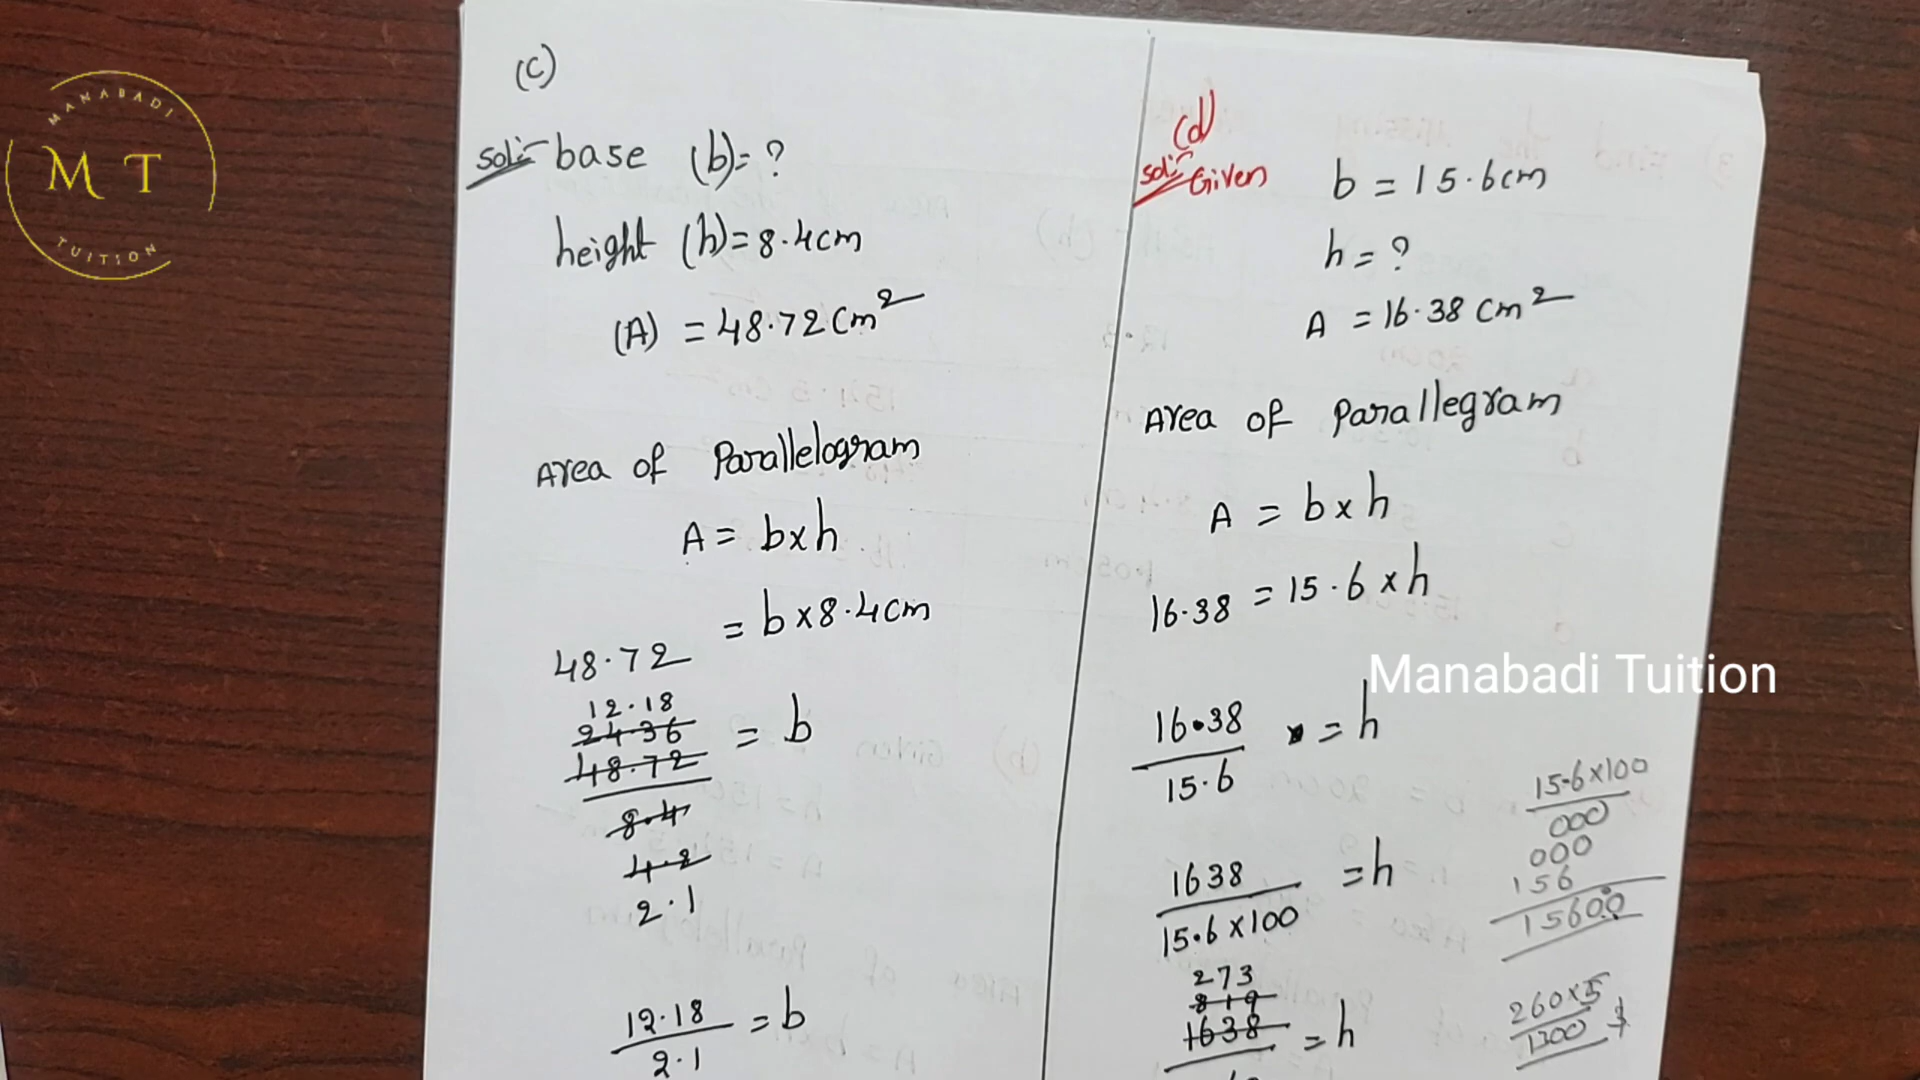 MANABADI
M T
TUITION
(c)
sol:- base (b)= ?
height (h)= 8.4cm
(A) = 48.72 cm²
Area of Parallelogram
A = b×h
= b×8.4cm
48.72
12.18
24.36
48.72
= b
8.4
4.2
2.1
12.18
= b
2.1
(d)
sol:- Given b = 15.6cm
h = ?
A = 16.38 cm²
Area of Parallegram
A = b×h
16.38 = 15.6 × h
Manabadi Tuition
16.38
= h
15.6
1638
= h
15.6×100
273
819
1638
= h
15.6×100
000
000
156
15600
260×5
1300